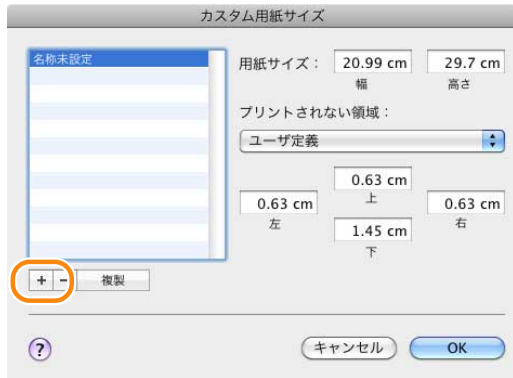 カスタム用紙サイズ
名称未設定
用紙サイズ： 20.99 cm 29.7 cm
幅 高さ
プリントされない領域：
ユーザ定義
0.63 cm
上
0.63 cm 0.63 cm
左 右
1.45 cm
下
+ − 複製
? キャンセル OK